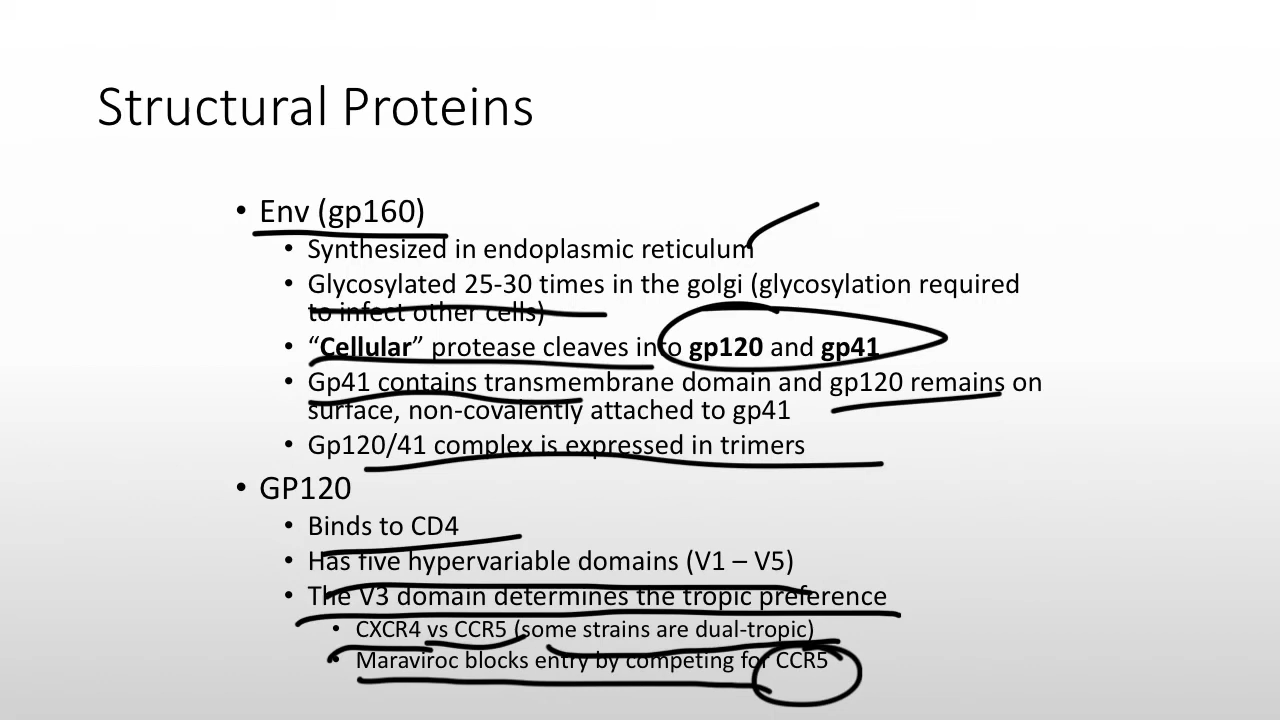 Structural Proteins
• Env (gp160)
• Synthesized in endoplasmic reticulum
• Glycosylated 25-30 times in the golgi (glycosylation required
to infect other cells)
• “Cellular” protease cleaves into gp120 and gp41
• Gp41 contains transmembrane domain and gp120 remains on
surface, non-covalently attached to gp41
• Gp120/41 complex is expressed in trimers
• GP120
• Binds to CD4
• Has five hypervariable domains (V1 – V5)
• The V3 domain determines the tropic preference
• CXCR4 vs CCR5 (some strains are dual-tropic)
• Maraviroc blocks entry by competing for CCR5